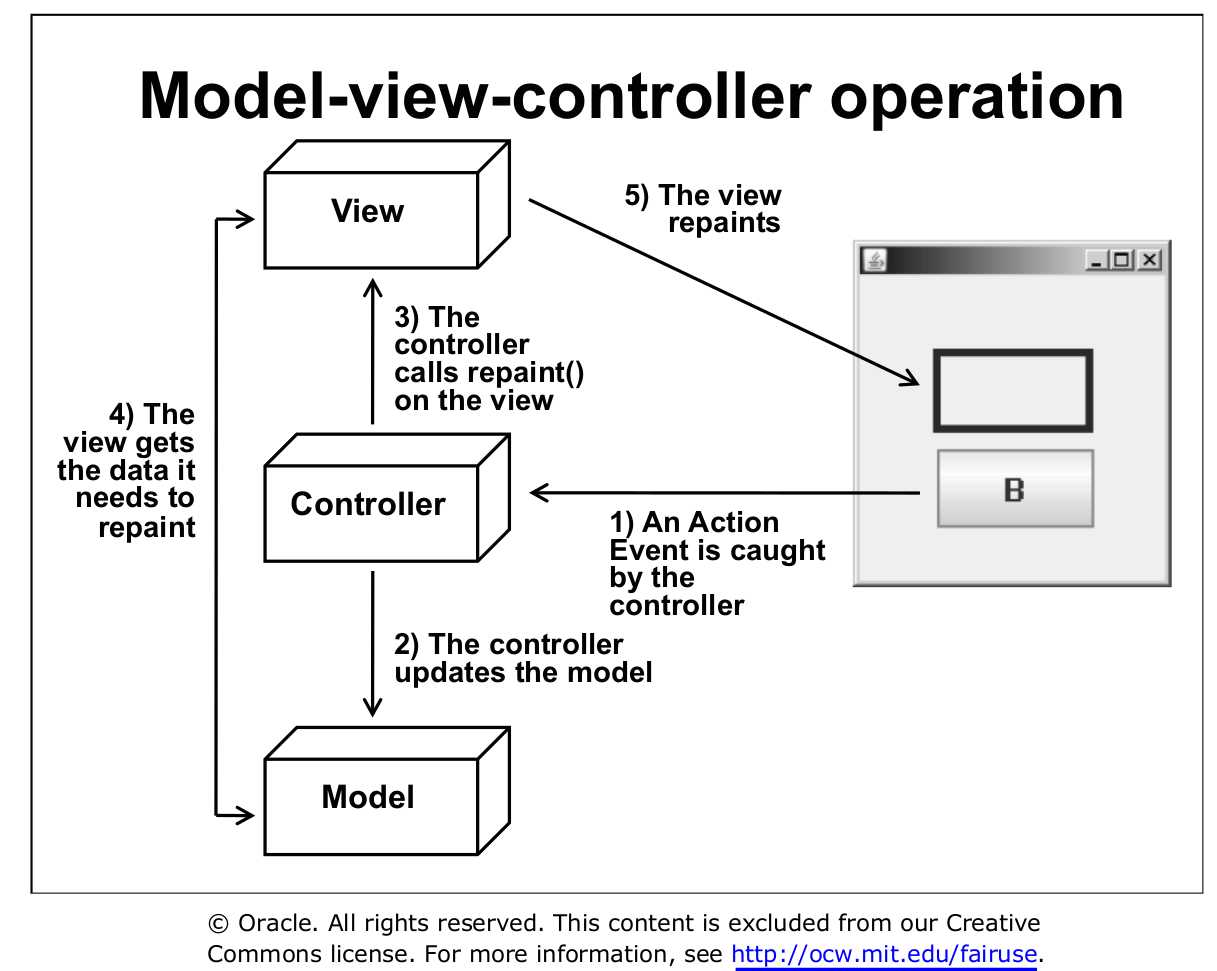 Model-view-controller operation
View
5) The view
repaints
3) The
controller
calls repaint()
on the view
4) The
view gets
the data it
needs to
repaint
Controller
B
1) An Action
Event is caught
by the
controller
2) The controller
updates the model
Model
© Oracle. All rights reserved. This content is excluded from our Creative
Commons license. For more information, see http://ocw.mit.edu/fairuse.